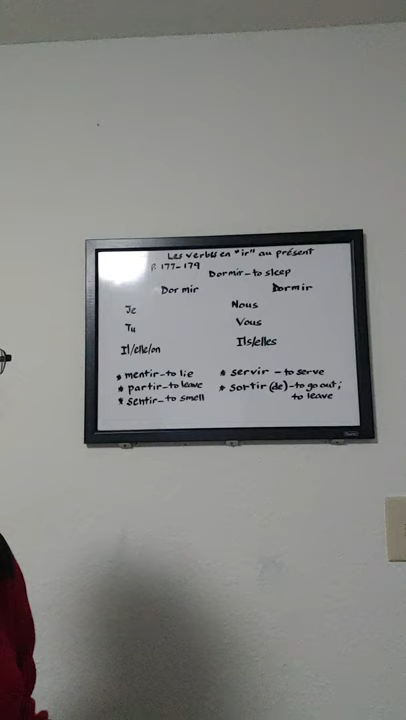 Les verbes en "ir" au présent
P. 177-179
Dormir-to sleep
Dormir Dormir
Je Nous
Tu Vous
Il/elle/on Ils/elles
* mentir-to lie * servir - to serve
* partir-to leave * sortir (de)-to go out;
* sentir-to smell to leave